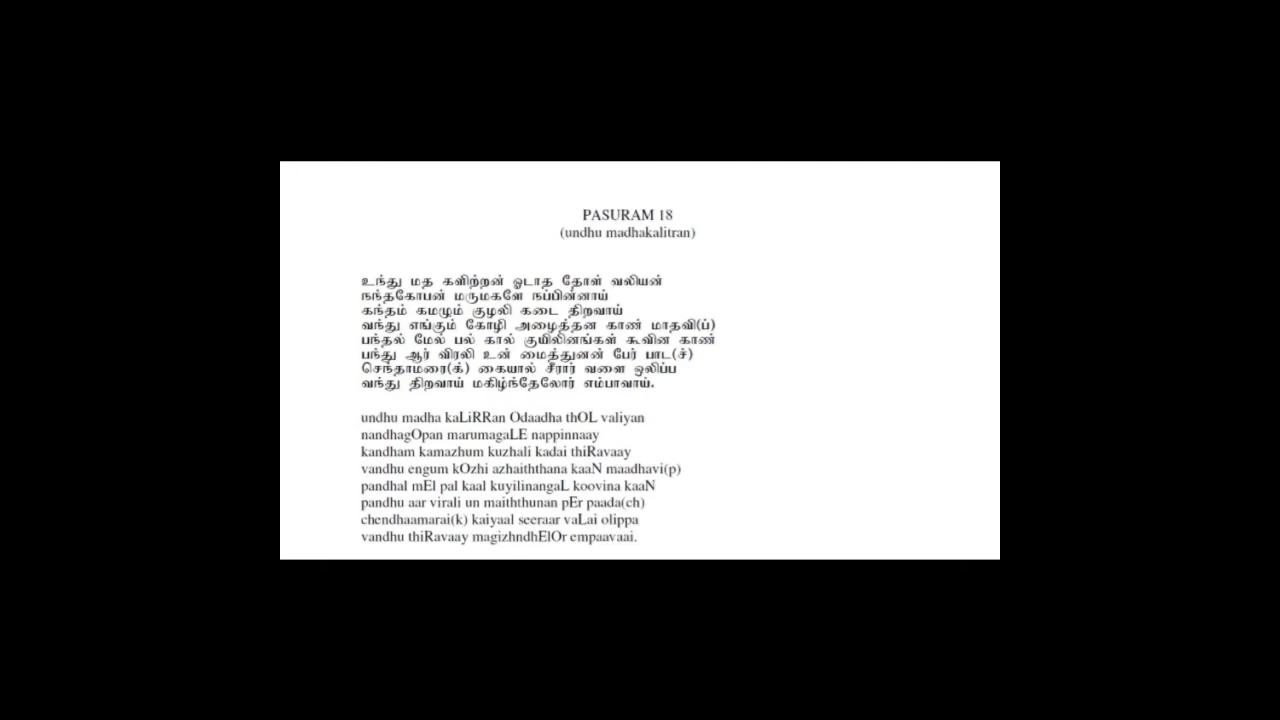 PASURAM 18
(undhu madhakalitran)
உந்து மத களிற்றன் ஓடாத தோள் வலியன்
நந்தகோபன் மருமகளே நப்பின்னாய்
கந்தம் கமழும் குழலி கடை திறவாய்
வந்து எங்கும் கோழி அழைத்தன காண் மாதவி(ப்)
பந்தல் மேல் பல் கால் குயிலினங்கள் கூவின காண்
பந்து ஆர் விரலி உன் மைத்துனன் பேர் பாட(ச்)
செந்தாமரை(க்) கையால் சீரார் வளை ஒலிப்ப
வந்து திறவாய் மகிழ்ந்தேலோர் எம்பாவாய்.
undhu madha kaLiRRan Odaadha thOL valiyan
nandhagOpan marumagaLE nappinnaay
kandham kamazhum kuzhali kadai thiRavaay
vandhu engum kOzhi azhaiththana kaaN maadhavi(p)
pandhal mEl pal kaal kuyilinangaL koovina kaaN
pandhu aar virali un maiththunan pEr paada(ch)
chendhaamarai(k) kaiyaal seeraar vaLai olippa
vandhu thiRavaay magizhndhElOr empaavaai.